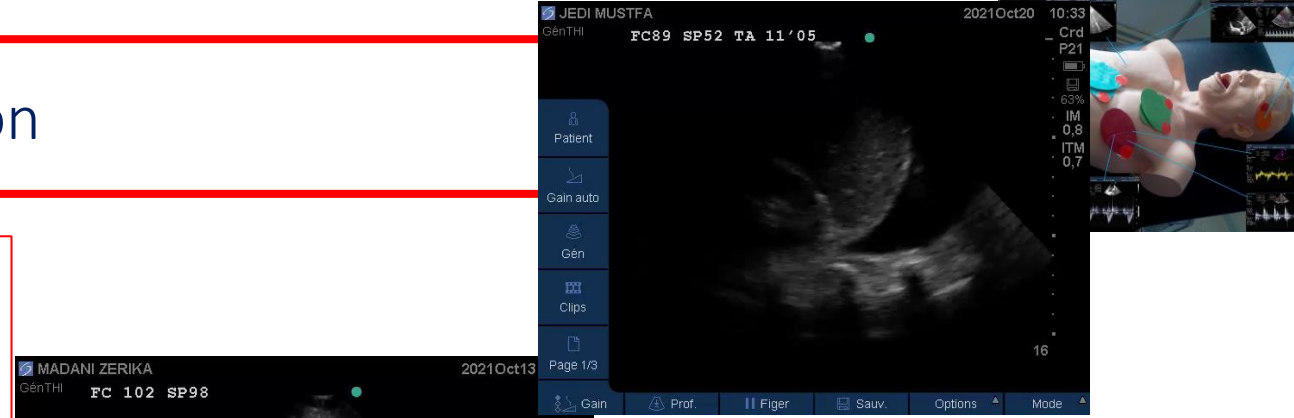 on
JEDI MUSTFA 2021Oct20 10:33
GénTHI
FC89 SP52 TA 11'05
Crd
P21
63%
IM
0,8
ITM
0,7
Patient
Gain auto
Gén
Clips
Page 1/3
16
Gain Prof. Figer Sauv. Options Mode
MADANI ZERIKA 2021Oct13
GénTHI
FC 102 SP98